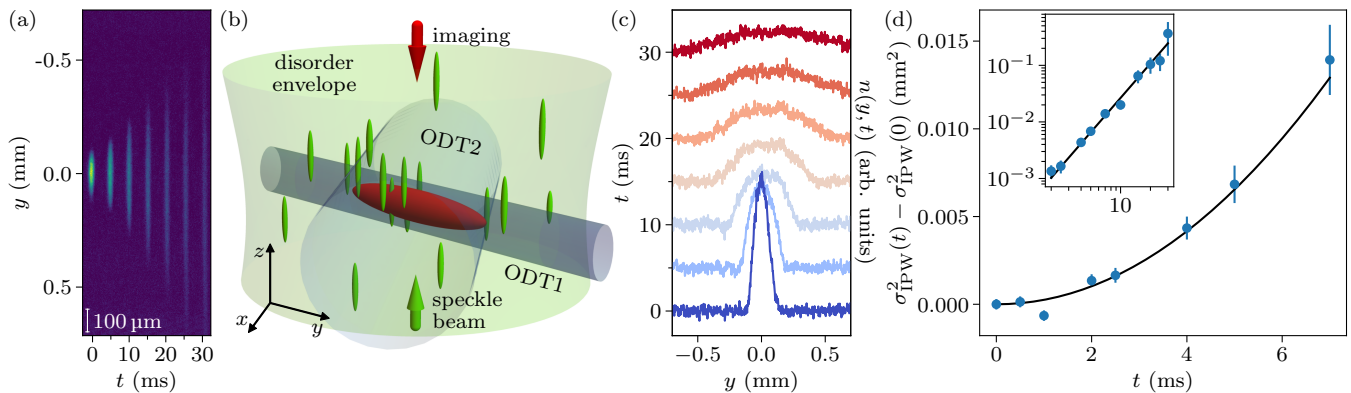 (a)
-0.5
0.0
0.5
y (mm)
100 µm
0 10 20 30
t (ms)
(b)
imaging
disorder
envelope
ODT2
ODT1
speckle
beam
z
x
y
(c)
30
20
10
0
t (ms)
n(y, t) (arb. units)
−0.5 0.0 0.5
y (mm)
(d)
0.015
0.010
0.005
0.000
σ²IPW(t) − σ²IPW(0) (mm²)
10⁻¹
10⁻²
10⁻³
10
0 2 4 6
t (ms)